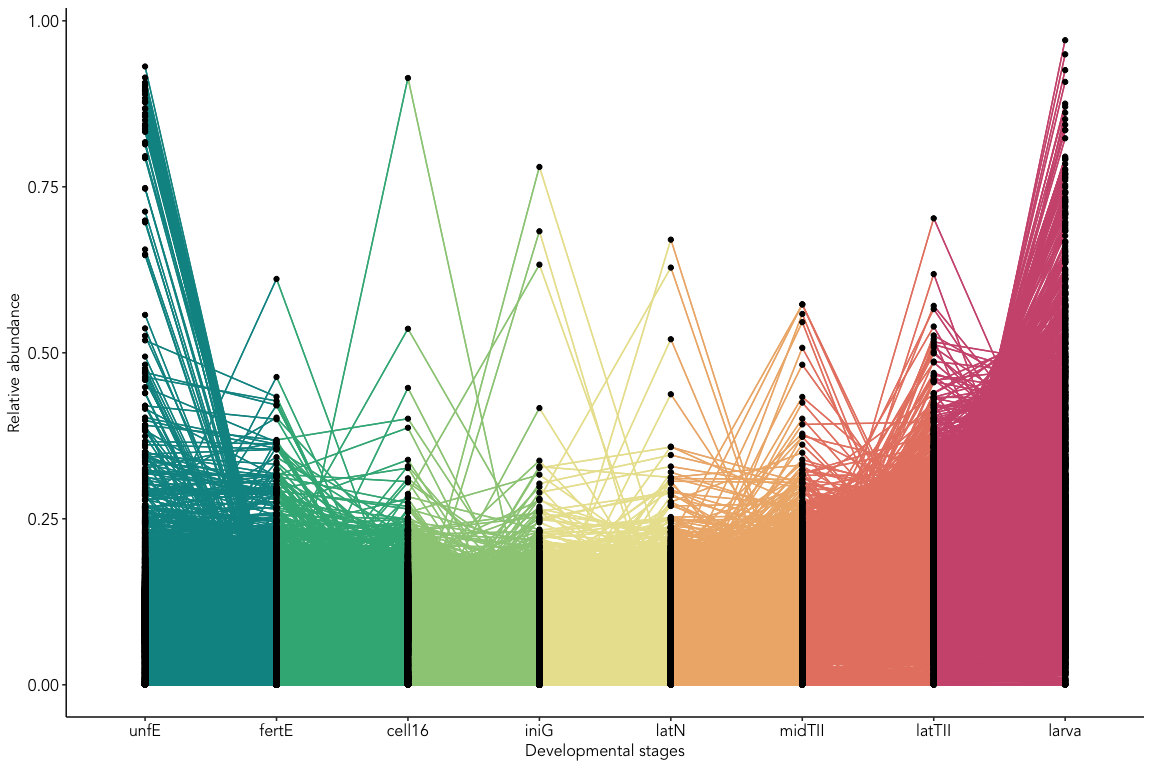 1.00
0.75
0.50
0.25
0.00
Relative abundance
unfE fertE cell16 iniG latN midTII latTII larva
Developmental stages